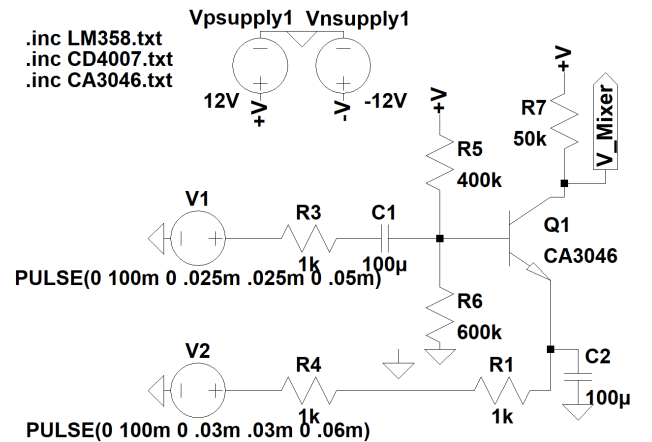 Vpsupply1 Vnsupply1
.inc LM358.txt
.inc CD4007.txt
.inc CA3046.txt
12V
+V
-V
-12V
+V
+V
R7
50k
V_Mixer
R5
400k
V1
R3
C1
Q1
CA3046
1k
100µ
PULSE(0 100m 0 .025m .025m 0 .05m)
R6
600k
V2
R4
R1
C2
1k
1k
100µ
PULSE(0 100m 0 .03m .03m 0 .06m)